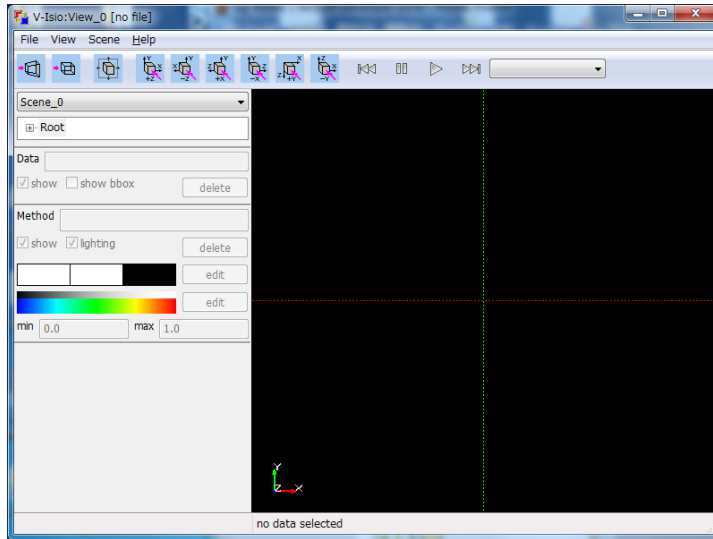 V-Isio:View_0 [no file]
File View Scene Help
Y X +Z
Y X -Z
Y Z +X
Y Z -X
X Z +Y
Z X -Y
Scene_0
Root
Data
show show bbox delete
Method
show lighting delete
edit
edit
min 0.0 max 1.0
Y
Z X
no data selected